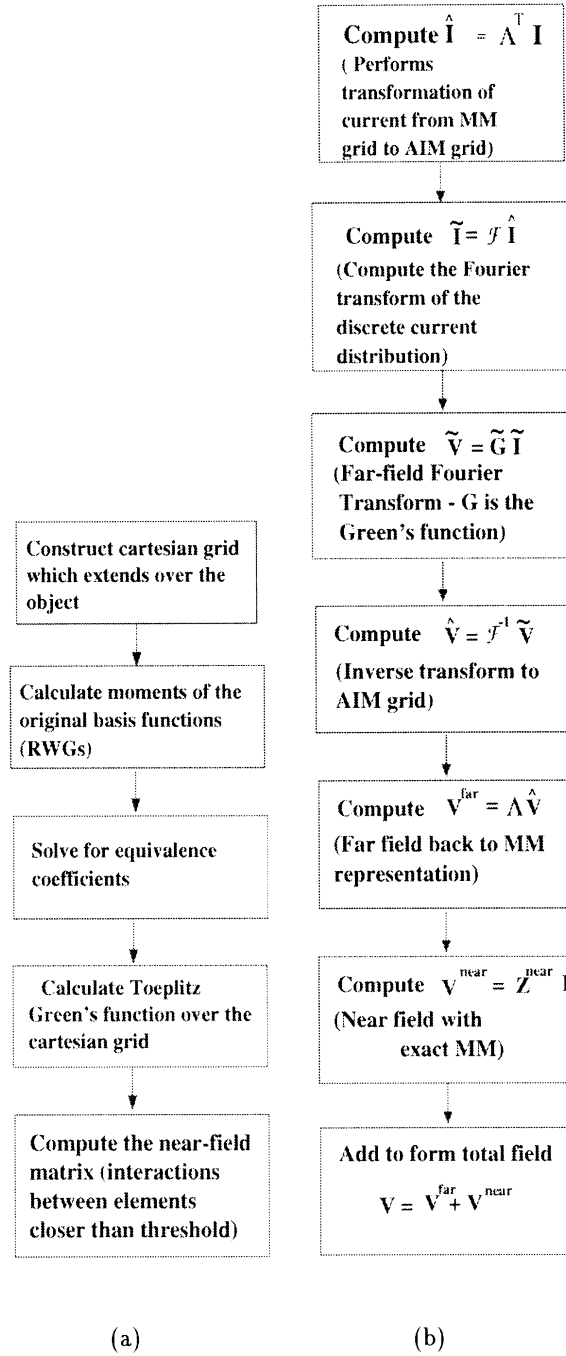 Construct cartesian grid
which extends over the
object
Calculate moments of the
original basis functions
(RWGs)
Solve for equivalence
coefficients
Calculate Toeplitz
Green's function over the
cartesian grid
Compute the near-field
matrix (interactions
between elements
closer than threshold)
(a)
Compute Î = Λᵀ I
( Performs
transformation of
current from MM
grid to AIM grid)
Compute Ĩ = ℱ Î
(Compute the Fourier
transform of the
discrete current
distribution)
Compute Ṽ = G̃ Ĩ
(Far-field Fourier
Transform - G is the
Green's function)
Compute V̂ = ℱ⁻¹ Ṽ
(Inverse transform to
AIM grid)
Compute V^far = Λ V̂
(Far field back to MM
representation)
Compute V^near = Z^near I
(Near field with
exact MM)
Add to form total field
V = V^far + V^near
(b)